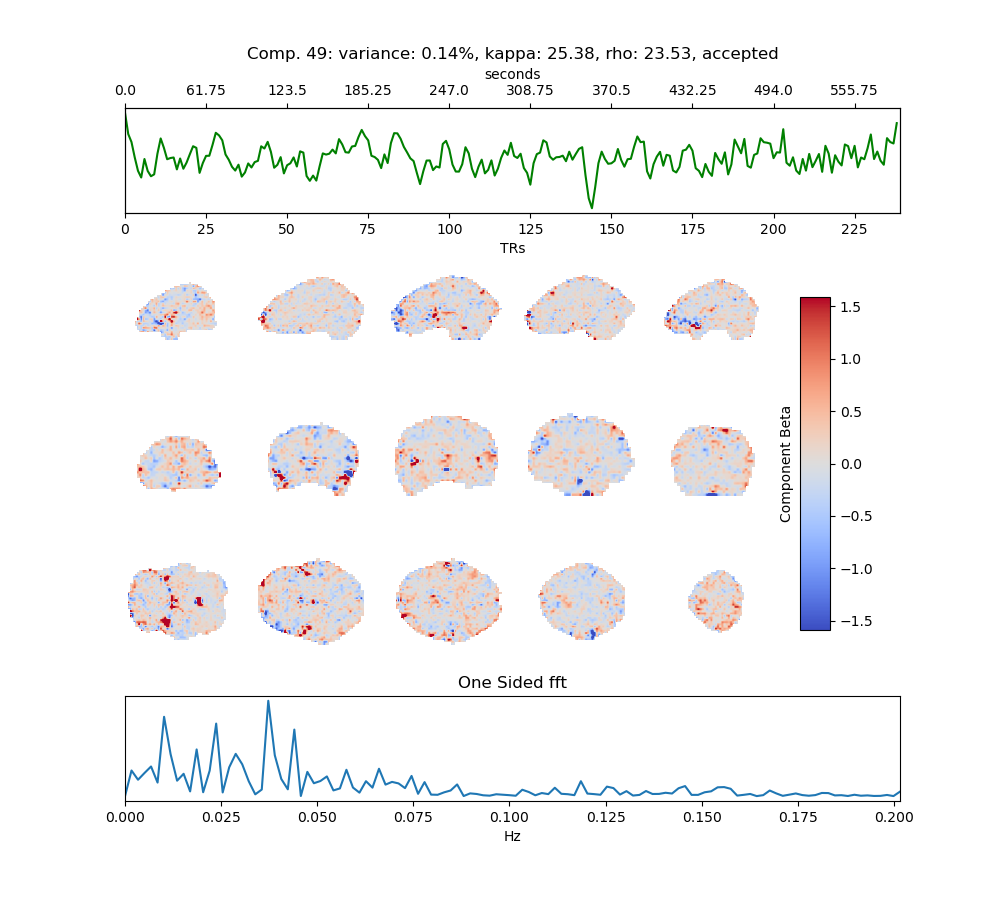 Comp. 49: variance: 0.14%, kappa: 25.38, rho: 23.53, accepted
seconds
0.0 61.75 123.5 185.25 247.0 308.75 370.5 432.25 494.0 555.75
0 25 50 75 100 125 150 175 200 225
TRs
Component Beta
1.5
1.0
0.5
0.0
−0.5
−1.0
−1.5
One Sided fft
0.000 0.025 0.050 0.075 0.100 0.125 0.150 0.175 0.200
Hz